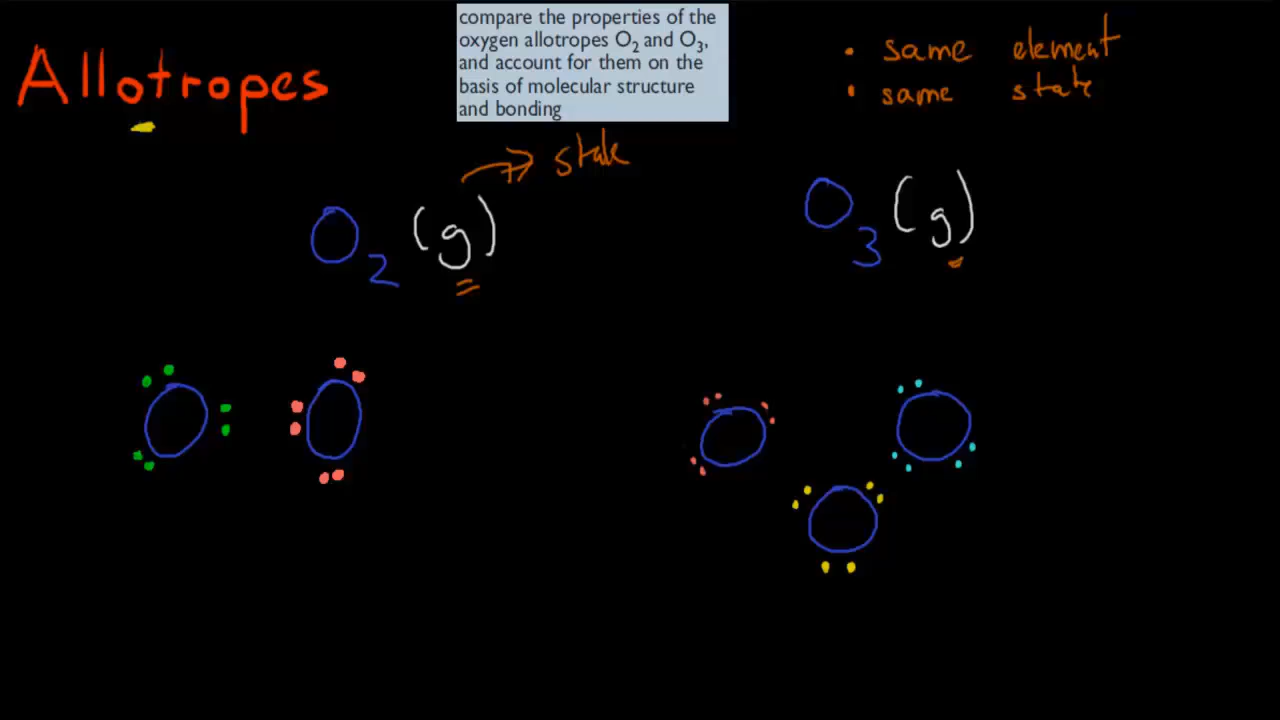 Allotropes
compare the properties of the
oxygen allotropes O₂ and O₃,
and account for them on the
basis of molecular structure
and bonding
• same element
• same state
O₂ (g) → state
O₃ (g)